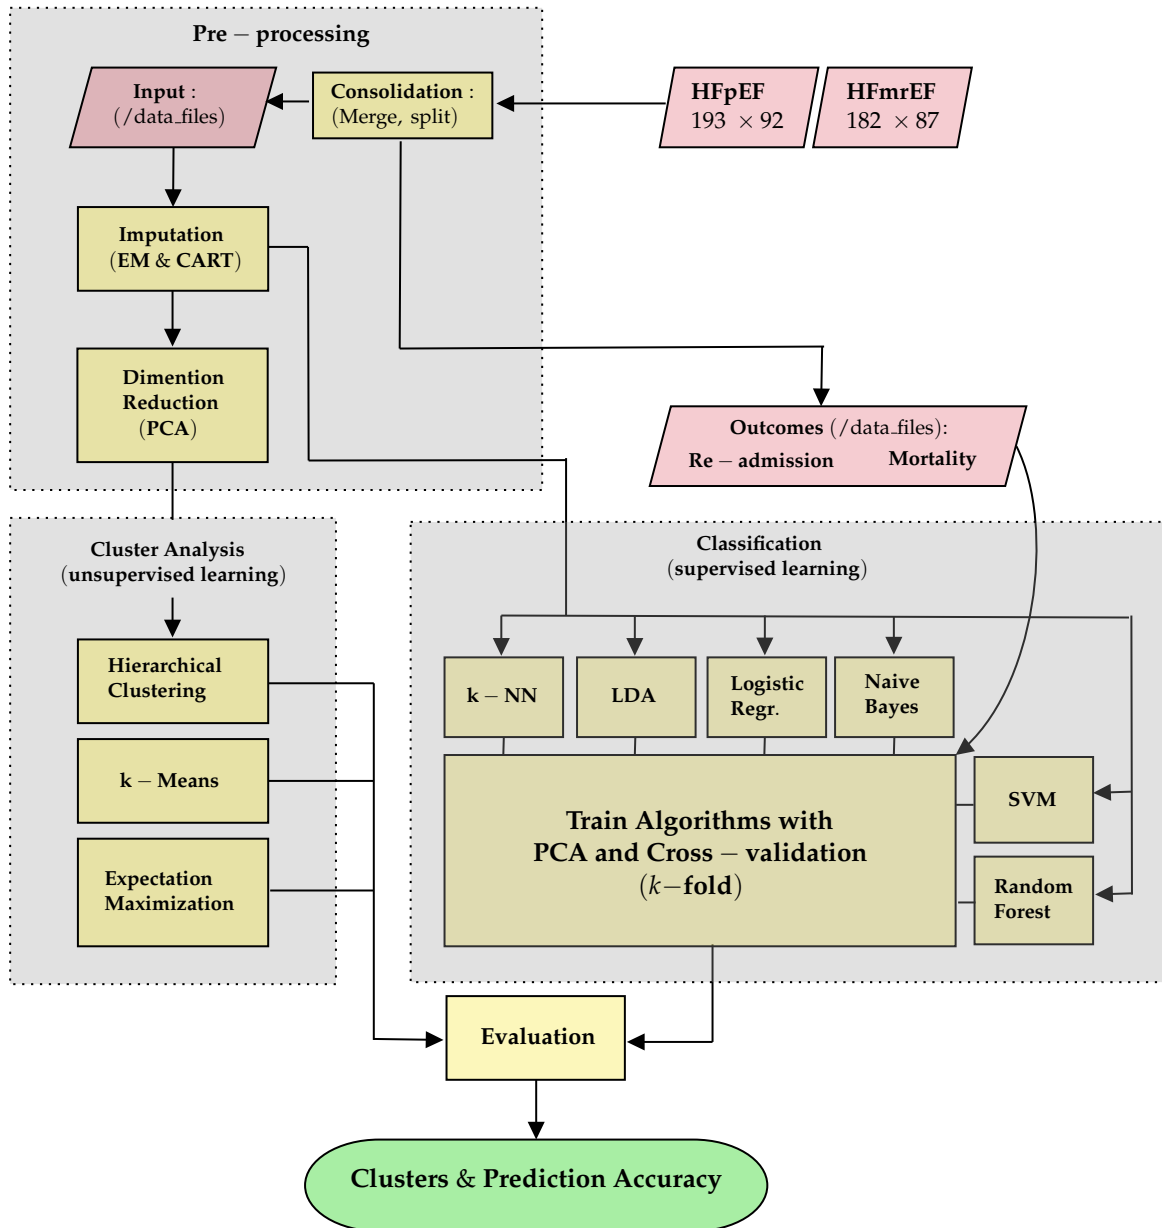 Pre − processing
Input :
(/data_files)
Consolidation :
(Merge, split)
HFpEF
193 × 92
HFmrEF
182 × 87
Imputation
(EM & CART)
Dimention
Reduction
(PCA)
Outcomes (/data_files):
Re − admission
Mortality
Cluster Analysis
(unsupervised learning)
Classification
(supervised learning)
Hierarchical
Clustering
k − Means
Expectation
Maximization
k − NN
LDA
Logistic
Regr.
Naive
Bayes
Train Algorithms with
PCA and Cross − validation
(k−fold)
SVM
Random
Forest
Evaluation
Clusters & Prediction Accuracy